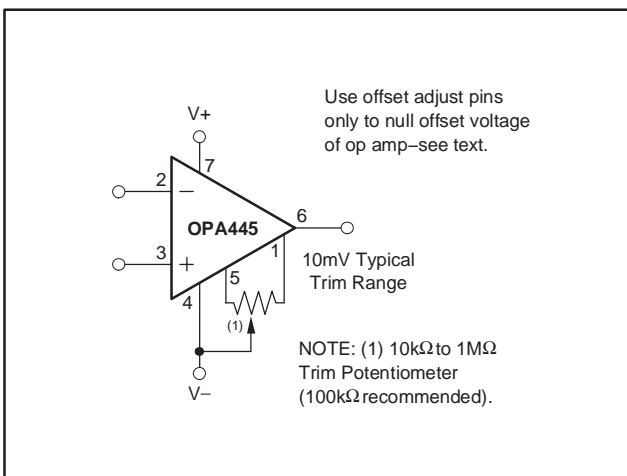 Use offset adjust pins
only to null offset voltage
of op amp–see text.
V+
7
2
−
OPA445
6
3
+
1
5
4
10mV Typical
Trim Range
(1)
NOTE: (1) 10kΩ to 1MΩ
Trim Potentiometer
(100kΩ recommended).
V−